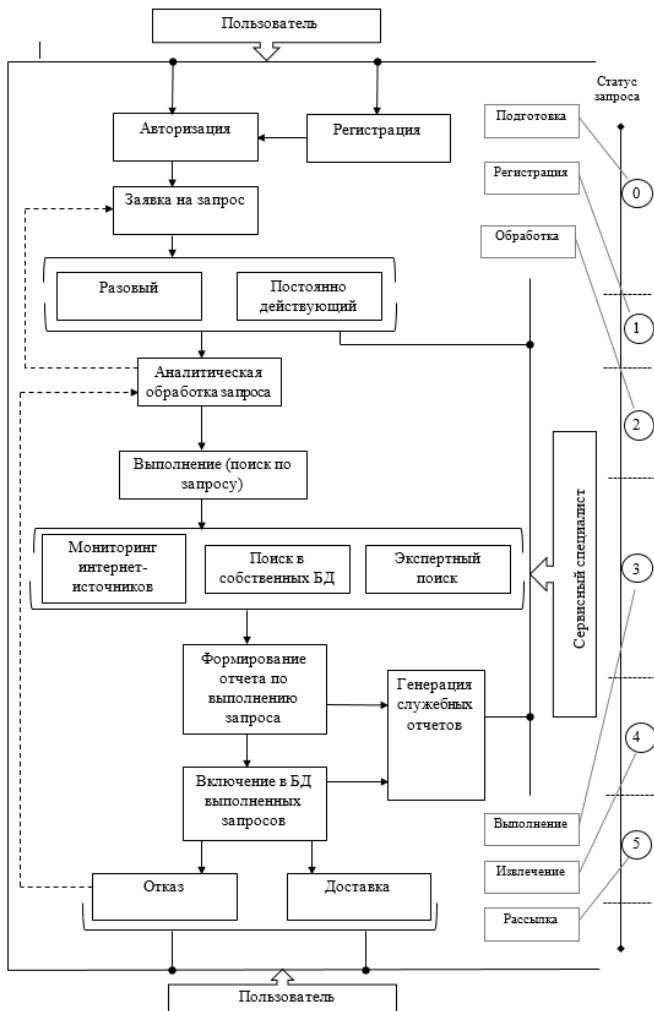 Пользователь
Статус
запроса
Авторизация
Регистрация
Подготовка
Регистрация
0
Заявка на запрос
Обработка
Разовый
Постоянно
действующий
1
Аналитическая
обработка запроса
2
Выполнение (поиск по
запросу)
Мониторинг
интернет-
источников
Поиск в
собственных БД
Экспертный
поиск
Сервисный специалист
3
Формирование
отчета по
выполнению
запроса
Генерация
служебных
отчетов
4
Включение в БД
выполненных
запросов
Выполнение
5
Извлечение
Отказ
Доставка
Рассылка
Пользователь